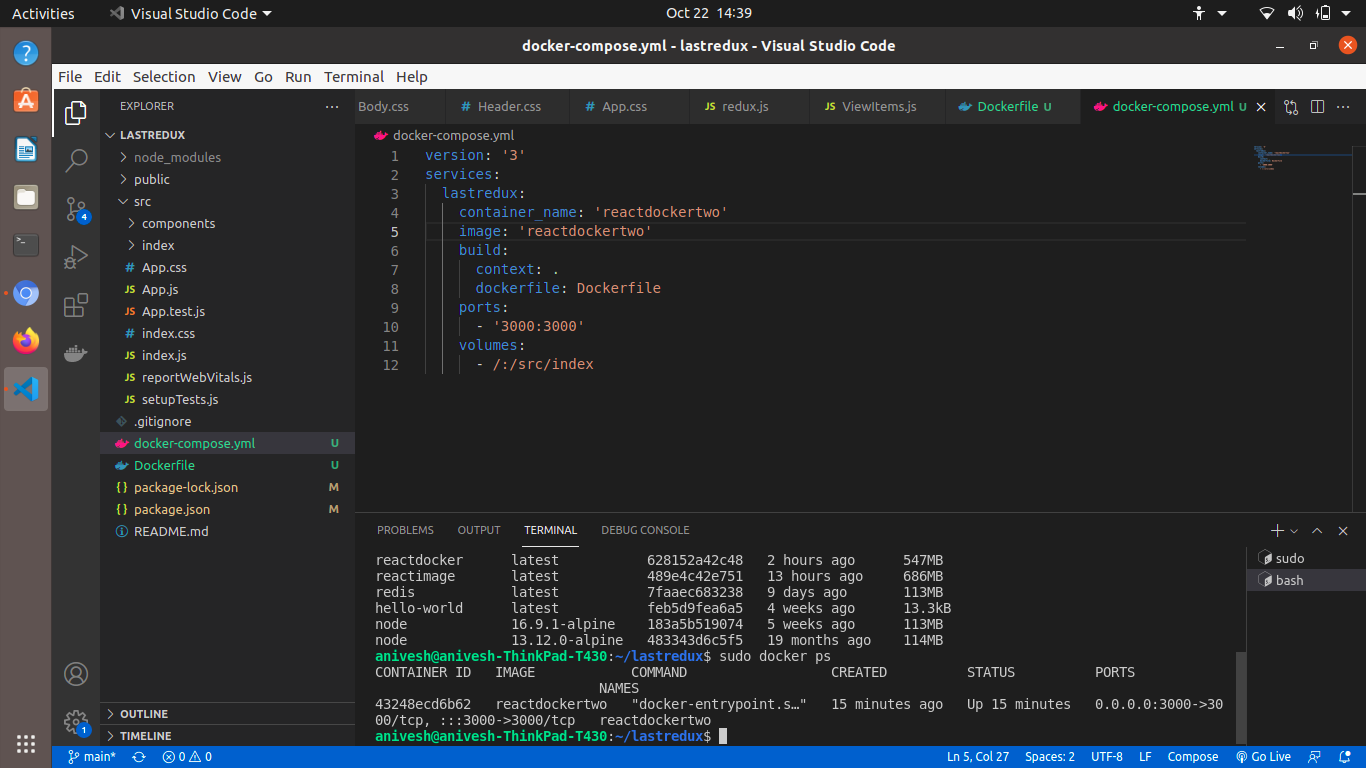 Activities Visual Studio Code Oct 22 14:39
docker-compose.yml - lastredux - Visual Studio Code
File Edit Selection View Go Run Terminal Help
EXPLORER
LASTREDUX
node_modules
public
src
components
index
# App.css
JS App.js
JS App.test.js
# index.css
JS index.js
JS reportWebVitals.js
JS setupTests.js
.gitignore
docker-compose.yml U
Dockerfile U
{} package-lock.json M
{} package.json M
README.md
OUTLINE
TIMELINE
4
1
Body.css # Header.css # App.css JS redux.js JS ViewItems.js Dockerfile U docker-compose.yml U
docker-compose.yml
1 version: '3'
2 services:
3 lastredux:
4 container_name: 'reactdockertwo'
5 image: 'reactdockertwo'
6 build:
7 context: .
8 dockerfile: Dockerfile
9 ports:
10 - '3000:3000'
11 volumes:
12 - /:/src/index
PROBLEMS OUTPUT TERMINAL DEBUG CONSOLE
reactdocker latest 628152a42c48 2 hours ago 547MB
reactimage latest 489e4c42e751 13 hours ago 686MB
redis latest 7faaec683238 9 days ago 113MB
hello-world latest feb5d9fea6a5 4 weeks ago 13.3kB
node 16.9.1-alpine 183a5b519074 5 weeks ago 113MB
node 13.12.0-alpine 483343d6c5f5 19 months ago 114MB
anivesh@anivesh-ThinkPad-T430:~/lastredux$ sudo docker ps
CONTAINER ID IMAGE COMMAND CREATED STATUS PORTS
NAMES
43248ecd6b62 reactdockertwo "docker-entrypoint.s…" 15 minutes ago Up 15 minutes 0.0.0.0:3000->30
00/tcp, :::3000->3000/tcp reactdockertwo
anivesh@anivesh-ThinkPad-T430:~/lastredux$
sudo
bash
main* 0 0 Ln 5, Col 27 Spaces: 2 UTF-8 LF Compose Go Live